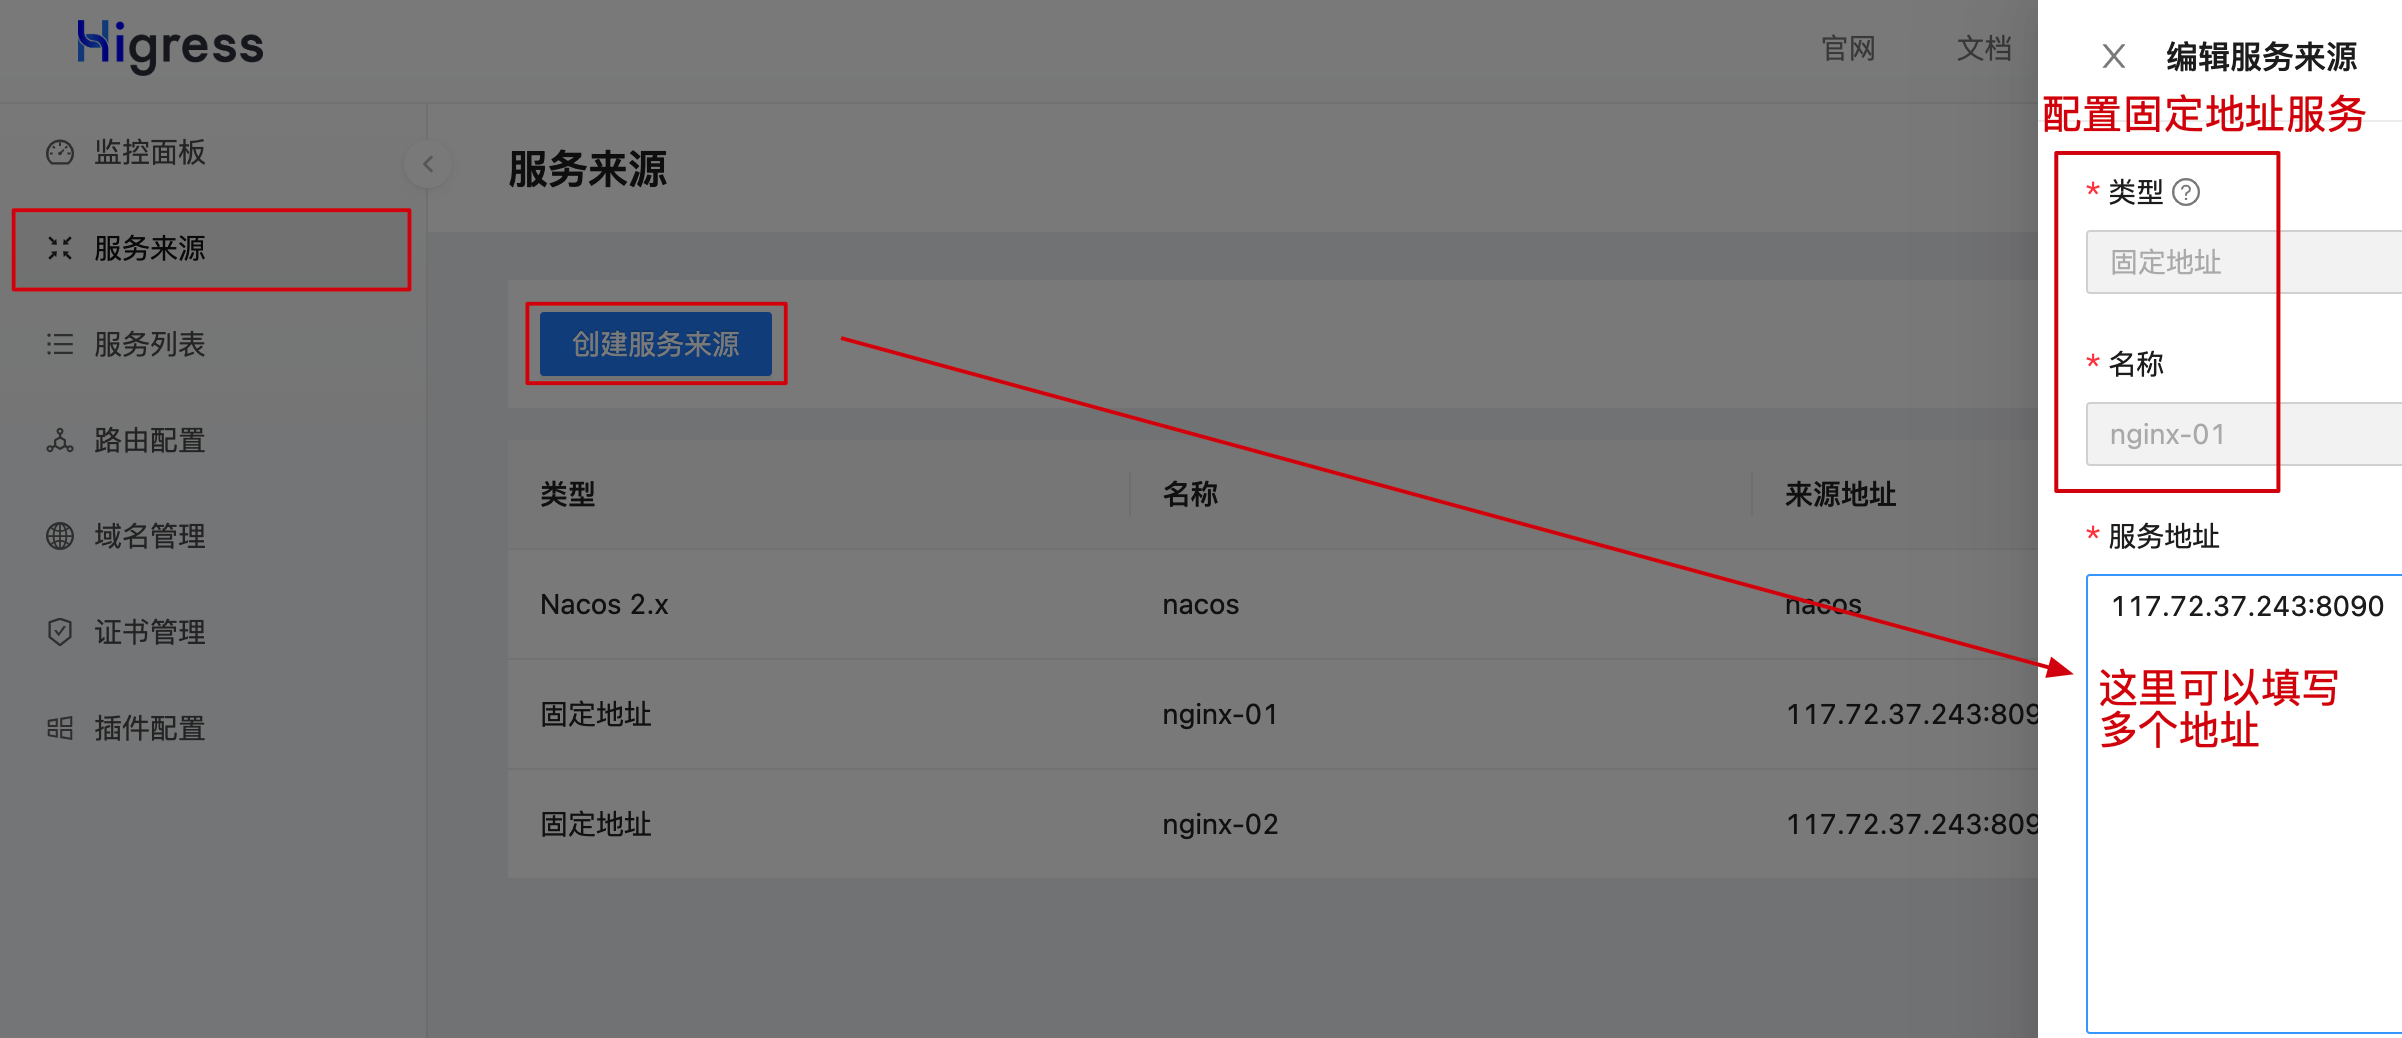 Higress
官网
文档
监控面板
服务来源
服务列表
路由配置
域名管理
证书管理
插件配置
服务来源
创建服务来源
类型 名称 来源地址
Nacos 2.x nacos nacos
固定地址 nginx-01 117.72.37.243:809
固定地址 nginx-02 117.72.37.243:809
编辑服务来源
配置固定地址服务
* 类型
固定地址
* 名称
nginx-01
* 服务地址
117.72.37.243:8090
这里可以填写
多个地址